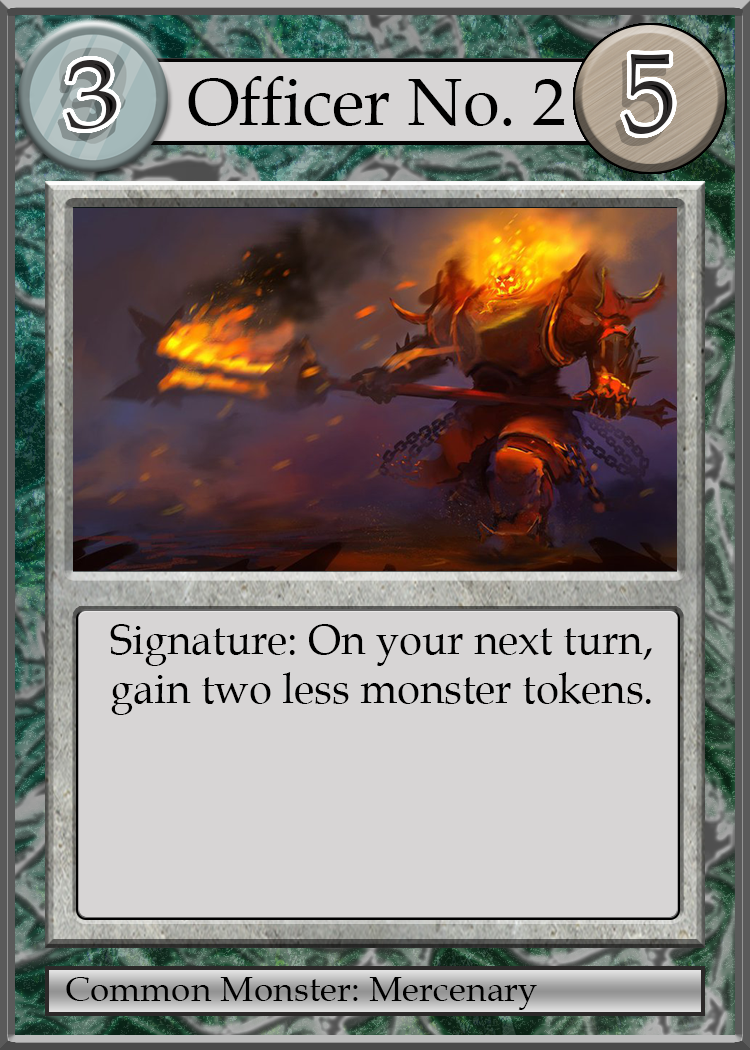 3
Officer No. 2
5
Signature: On your next turn,
gain two less monster tokens.
Common Monster: Mercenary